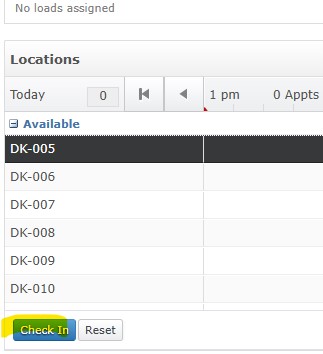 No loads assigned
Locations
Today 0 1 pm 0 Appts
Available
DK-005
DK-006
DK-007
DK-008
DK-009
DK-010
Check In Reset